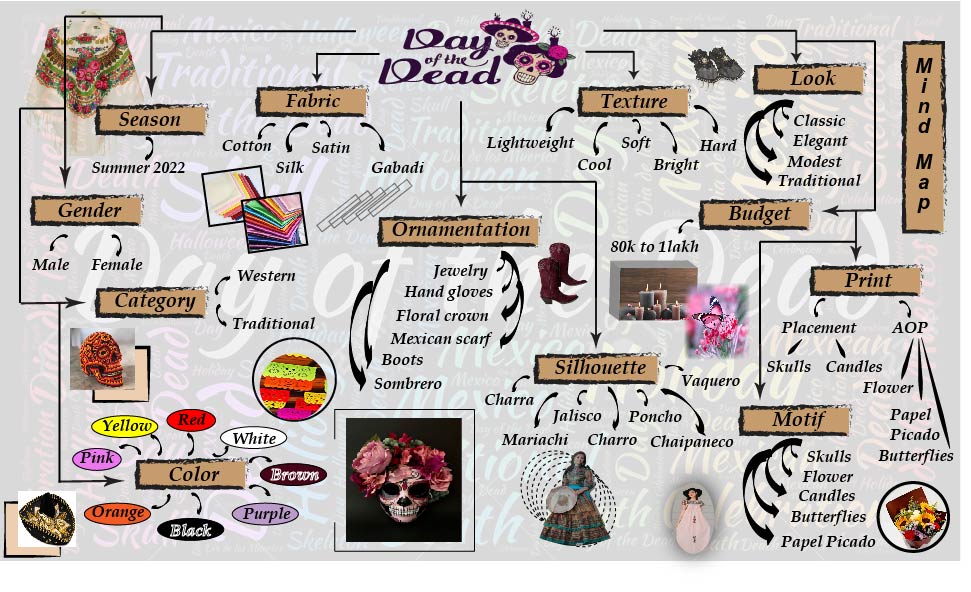 Day
of the
Dead
Mind Map
Season
Summer 2022
Fabric
Cotton
Silk
Satin
Gabadi
Texture
Lightweight
Cool
Soft
Bright
Hard
Look
Classic
Elegant
Modest
Traditional
Gender
Male
Female
Ornamentation
Jewelry
Hand gloves
Floral crown
Mexican scarf
Boots
Sombrero
Budget
80k to 1lakh
Category
Western
Traditional
Print
Placement
Skulls
Candles
AOP
Flower
Papel
Picado
Butterflies
Silhouette
Charra
Mariachi
Jalisco
Charro
Poncho
Chaipaneco
Vaquero
Motif
Skulls
Flower
Candles
Butterflies
Papel Picado
Color
Yellow
Red
White
Pink
Brown
Orange
Black
Purple